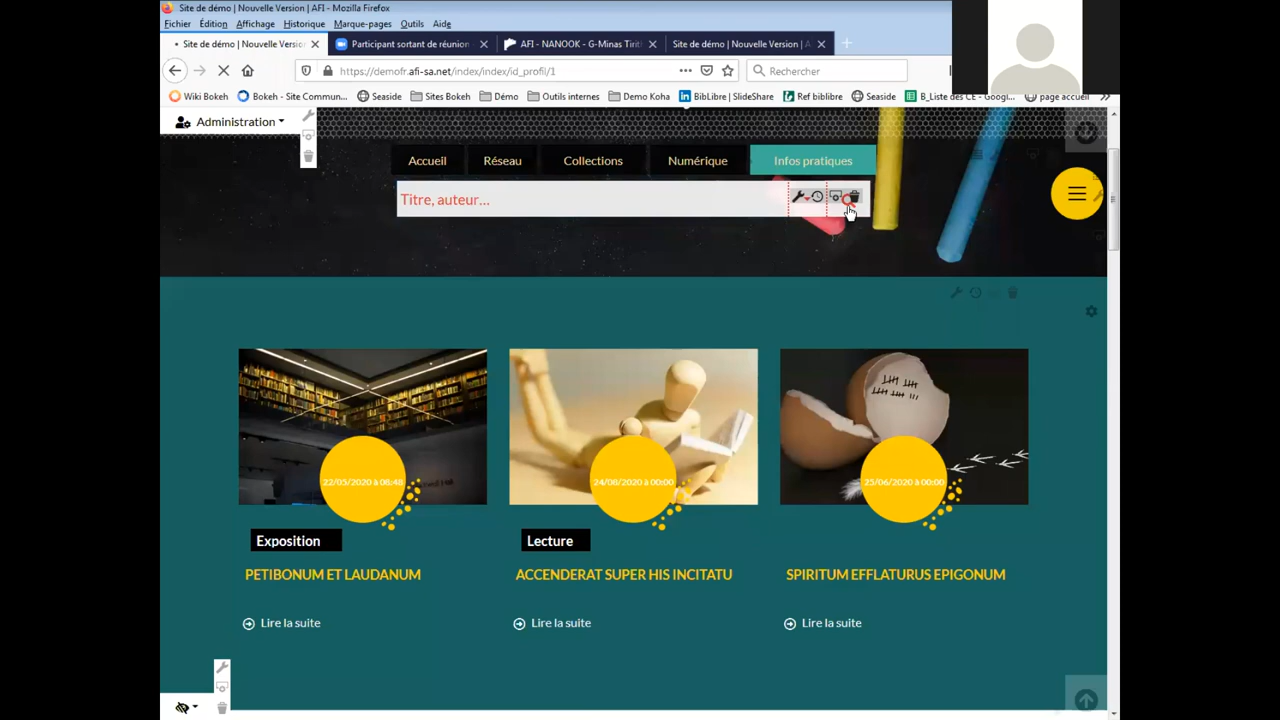 Site de démo | Nouvelle Version | AFI - Mozilla Firefox
Fichier Édition Affichage Historique Marque-pages Outils Aide
Site de démo | Nouvelle Versio
Participant sortant de réunion
AFI - NANOOK - G-Minas Tirit
Site de démo | Nouvelle Version | A
https://demofr.afi-sa.net/index/index/id_profil/1
Rechercher
Wiki Bokeh
Bokeh - Site Commun...
Seaside
Sites Bokeh
Démo
Outils internes
Demo Koha
BibLibre | SlideShare
Ref biblibre
Seaside
B_Liste des CE - Googl...
page accueil
Administration
Accueil
Réseau
Collections
Numérique
Infos pratiques
Titre, auteur...
22/05/2020 à 08:48
24/08/2020 à 00:00
25/06/2020 à 00:00
Exposition
Lecture
PETIBONUM ET LAUDANUM
ACCENDERAT SUPER HIS INCITATU
SPIRITUM EFFLATURUS EPIGONUM
Lire la suite
Lire la suite
Lire la suite